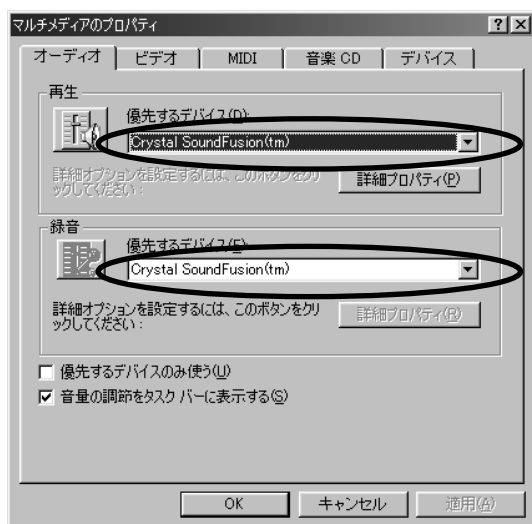 マルチメディアのプロパティ
オーディオ ビデオ MIDI 音楽 CD デバイス
再生
優先するデバイス(D):
Crystal SoundFusion(tm)
詳細オプションを設定するには、このボタンをクリ
ックしてください:
詳細プロパティ(P)
録音
優先するデバイス(E):
Crystal SoundFusion(tm)
詳細オプションを設定するには、このボタンをクリ
ックしてください:
詳細プロパティ(R)
優先するデバイスのみ使う(U)
音量の調節をタスク バーに表示する(S)
OK キャンセル 適用(A)